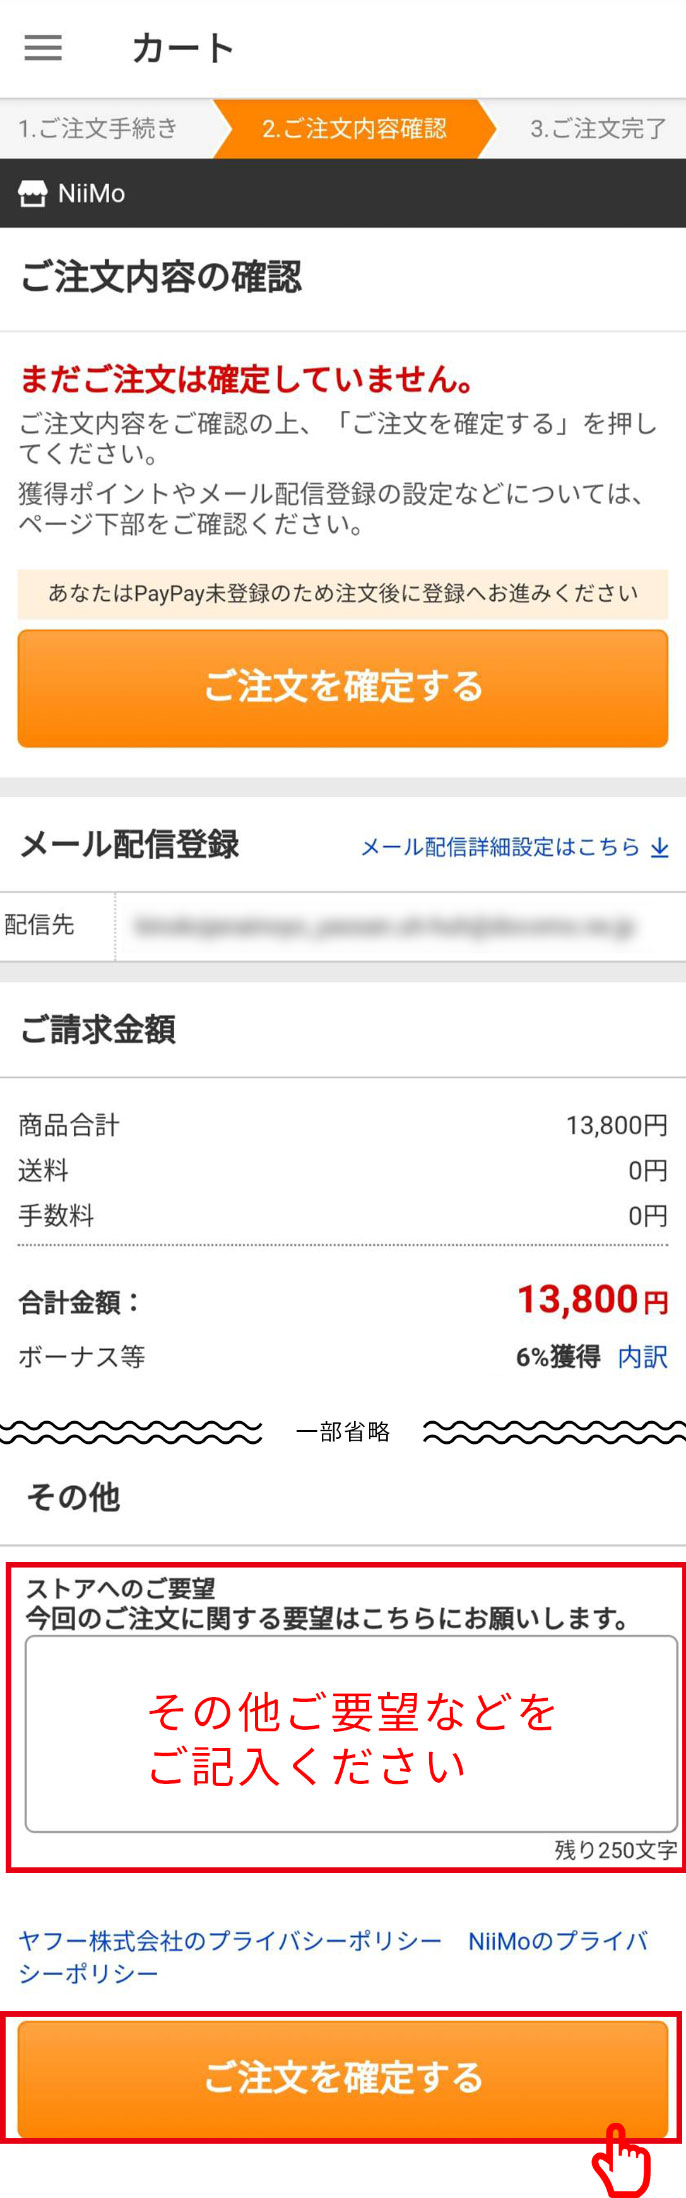 カート
1.ご注文手続き
2.ご注文内容確認
3.ご注文完了
NiiMo
ご注文内容の確認
まだご注文は確定していません。
ご注文内容をご確認の上、「ご注文を確定する」を押し
てください。
獲得ポイントやメール配信登録の設定などについては、
ページ下部をご確認ください。
あなたはPayPay未登録のため注文後に登録へお進みください
ご注文を確定する
メール配信登録
メール配信詳細設定はこちら
配信先
ご請求金額
商品合計 13,800円
送料 0円
手数料 0円
合計金額： 13,800円
ボーナス等 6%獲得 内訳
一部省略
その他
ストアへのご要望
今回のご注文に関する要望はこちらにお願いします。
その他ご要望などを
ご記入ください
残り250文字
ヤフー株式会社のプライバシーポリシー NiiMoのプライバ
シーポリシー
ご注文を確定する